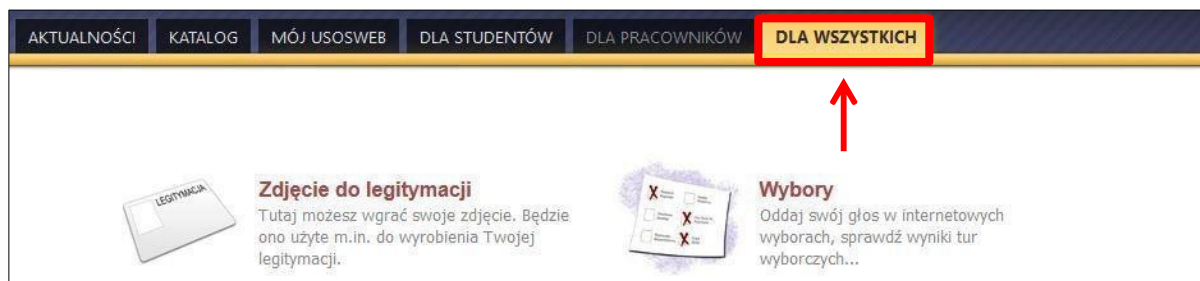 AKTUALNOŚCI KATALOG MÓJ USOSWEB DLA STUDENTÓW DLA PRACOWNIKÓW DLA WSZYSTKICH
LEGITYMACJA
Zdjęcie do legitymacji
Tutaj możesz wgrać swoje zdjęcie. Będzie
ono użyte m.in. do wyrobienia Twojej
legitymacji.
Wybory
Oddaj swój głos w internetowych
wyborach, sprawdź wyniki tur
wyborczych...